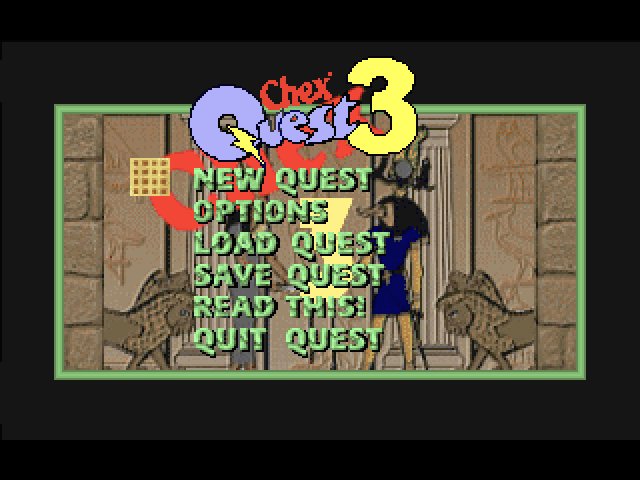 Chex
Quest 3
NEW QUEST
OPTIONS
LOAD QUEST
SAVE QUEST
READ THIS!
QUIT QUEST